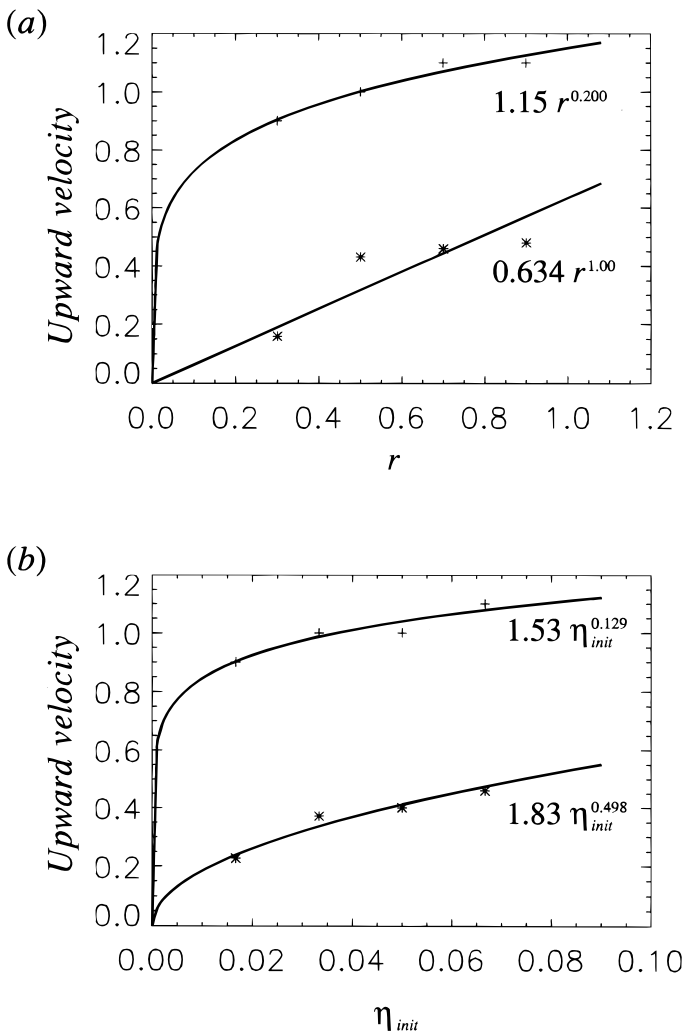 (a)
Upward velocity
1.2
1.0
0.8
0.6
0.4
0.2
0.0
1.15 r^0.200
0.634 r^1.00
0.0 0.2 0.4 0.6 0.8 1.0 1.2
r
(b)
Upward velocity
1.2
1.0
0.8
0.6
0.4
0.2
0.0
1.53 η_init^0.129
1.83 η_init^0.498
0.00 0.02 0.04 0.06 0.08 0.10
η_init